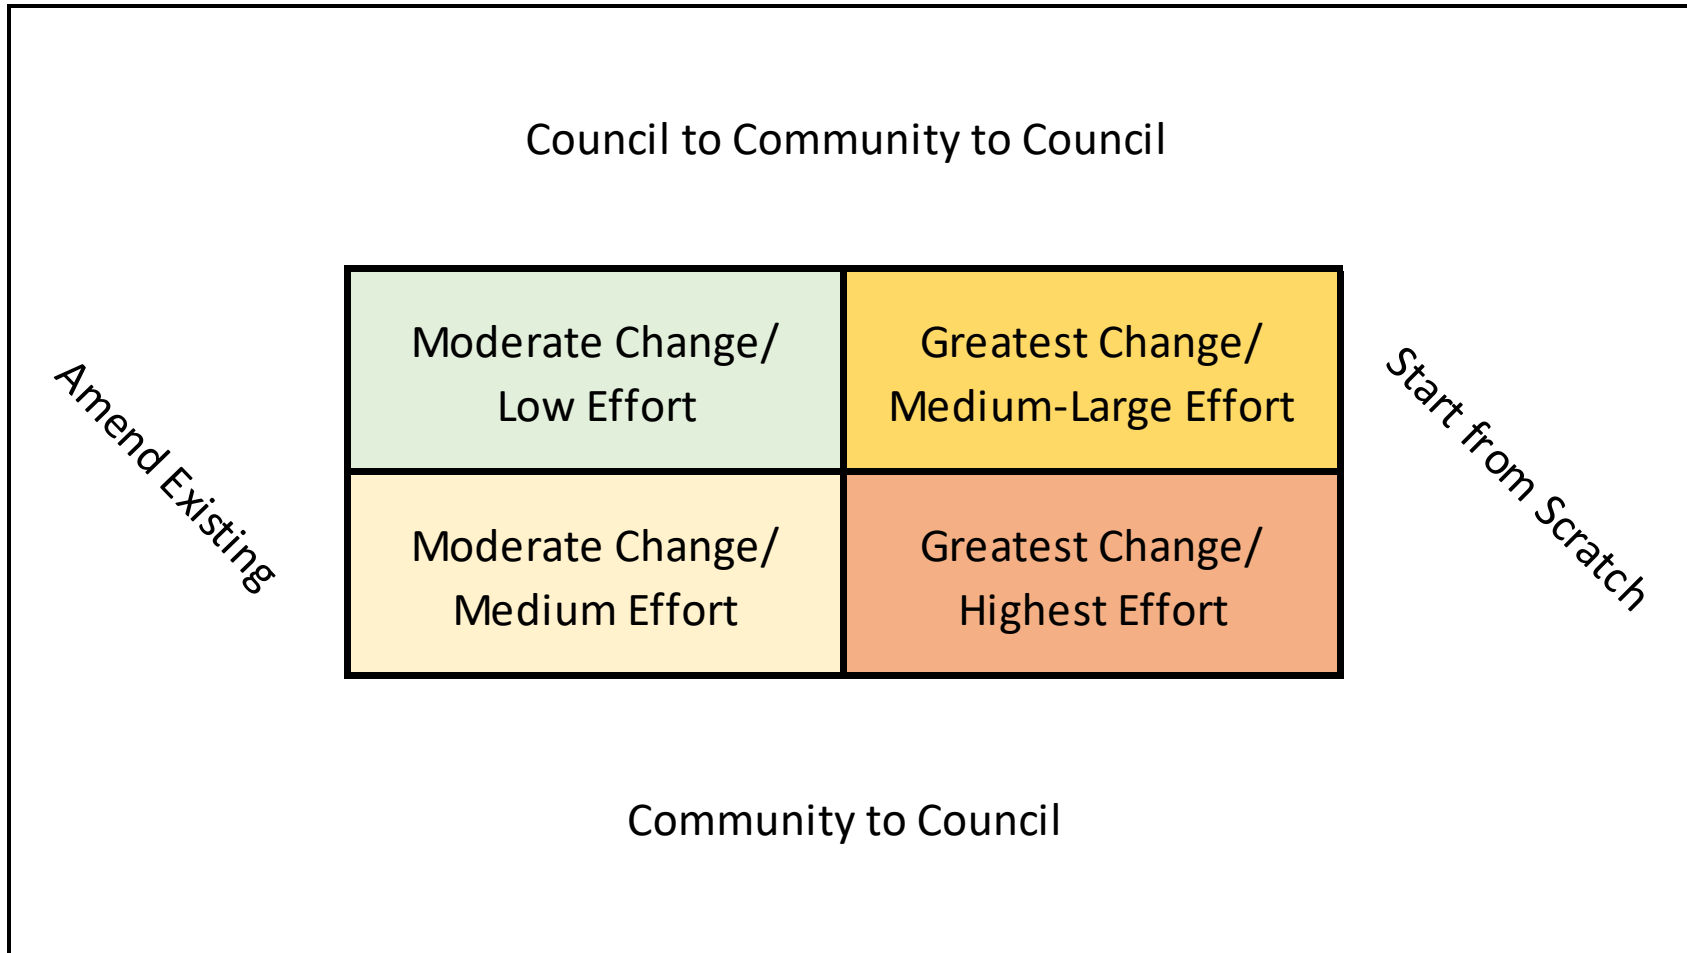 Council to Community to Council
Moderate Change/
Low Effort
Greatest Change/
Medium-Large Effort
Amend Existing
Start from Scratch
Moderate Change/
Medium Effort
Greatest Change/
Highest Effort
Community to Council